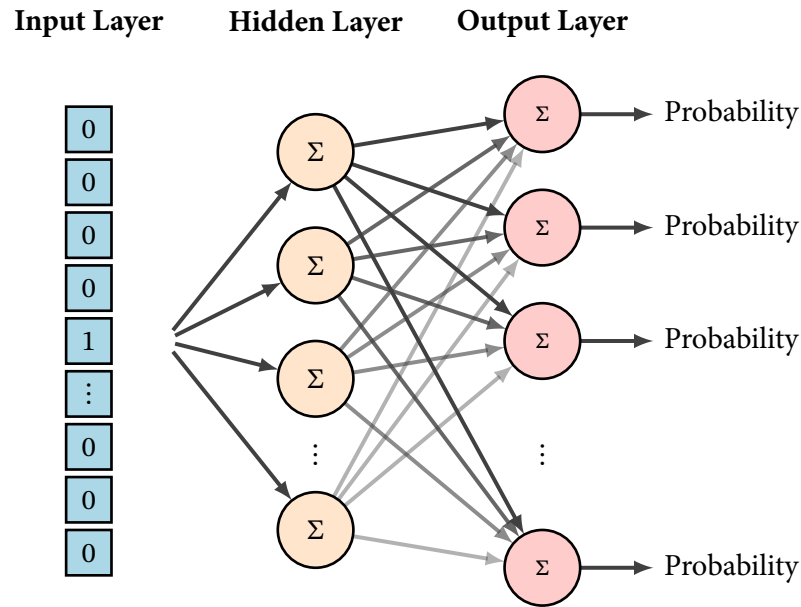 Input Layer
Hidden Layer
Output Layer
0
0
0
0
1
⋮
0
0
0
Σ
Σ
Σ
⋮
Σ
Σ
Σ
Σ
⋮
Σ
Probability
Probability
Probability
Probability